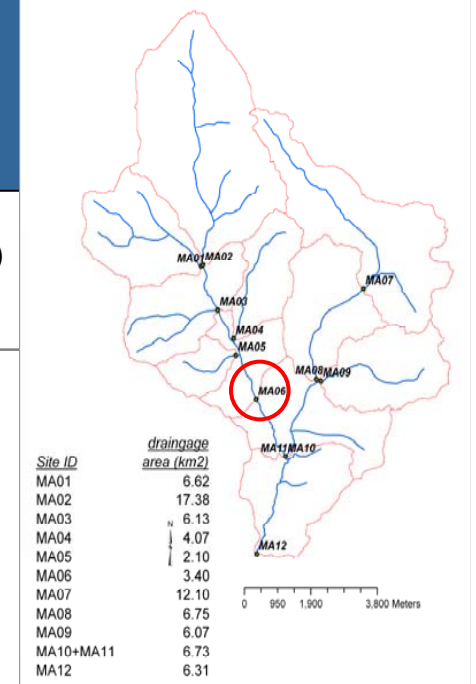 )
MA01 MA02
MA07
MA03
MA04
MA05
MA08 MA09
MA06
MA11 MA10
MA12
draingage
Site ID area (km2)
MA01 6.62
MA02 17.38
MA03 6.13
N
MA04 4.07
MA05 2.10
MA06 3.40
MA07 12.10
MA08 6.75
MA09 6.07
MA10+MA11 6.73
MA12 6.31
0 950 1,900 3,800 Meters